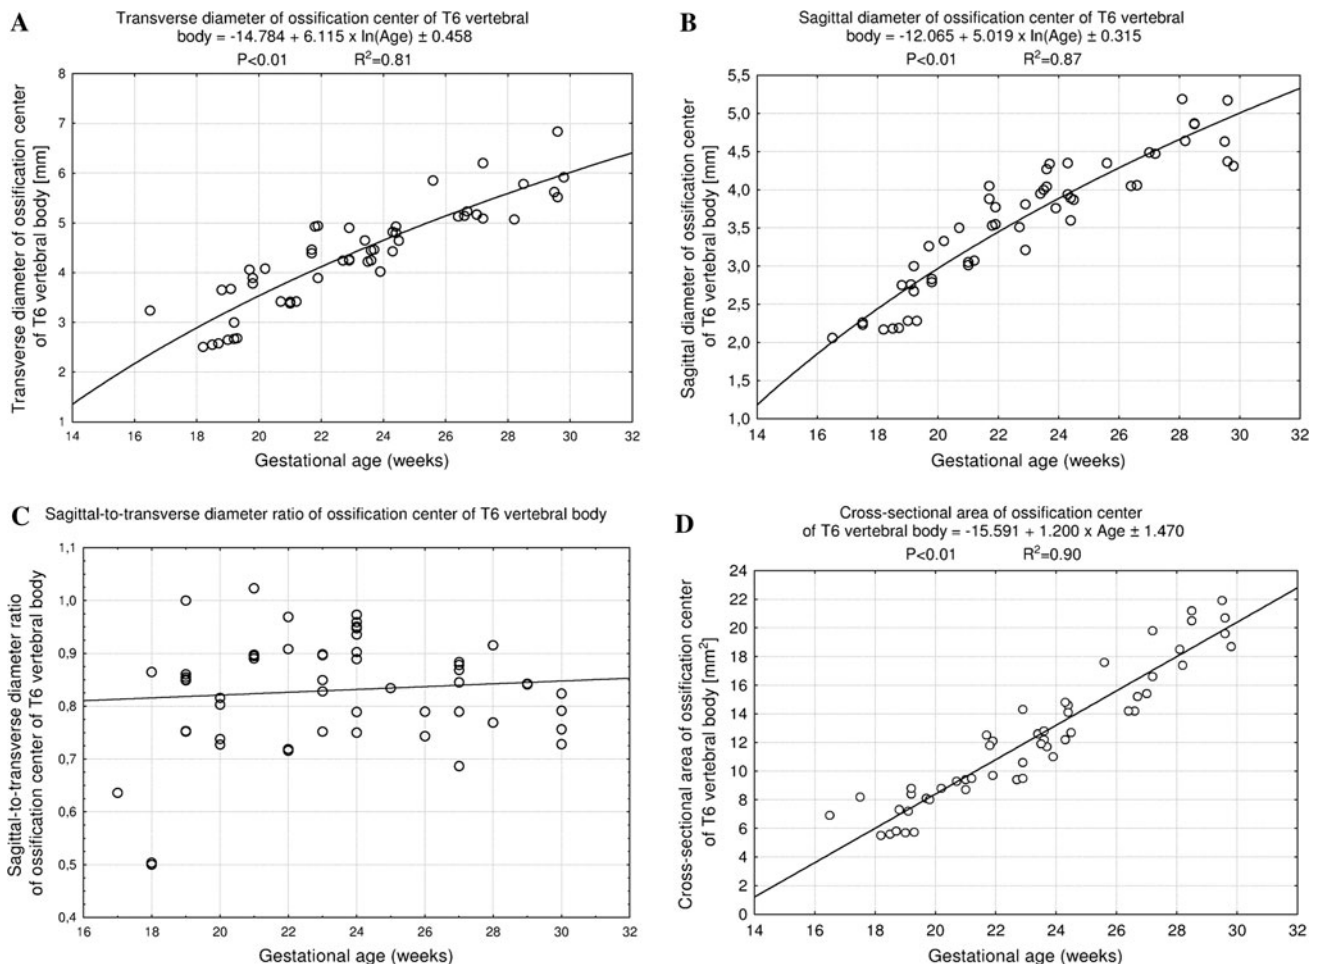 A
Transverse diameter of ossification center of T6 vertebral
body = -14.784 + 6.115 x ln(Age) ± 0.458
P<0.01 R²=0.81
Transverse diameter of ossification center
of T6 vertebral body [mm]
8
7
6
5
4
3
2
1
14 16 18 20 22 24 26 28 30 32
Gestational age (weeks)
B
Sagittal diameter of ossification center of T6 vertebral
body = -12.065 + 5.019 x ln(Age) ± 0.315
P<0.01 R²=0.87
Sagittal diameter of ossification center
of T6 vertebral body [mm]
5,5
5,0
4,5
4,0
3,5
3,0
2,5
2,0
1,5
1,0
14 16 18 20 22 24 26 28 30 32
Gestational age (weeks)
C
Sagittal-to-transverse diameter ratio of ossification center of T6 vertebral body
Sagittal-to-transverse diameter ratio
of ossification center of T6 vertebral body
1,1
1,0
0,9
0,8
0,7
0,6
0,5
0,4
16 18 20 22 24 26 28 30 32
Gestational age (weeks)
D
Cross-sectional area of ossification center
of T6 vertebral body = -15.591 + 1.200 x Age ± 1.470
P<0.01 R²=0.90
Cross-sectional area of ossification center
of T6 vertebral body [mm²]
24
22
20
18
16
14
12
10
8
6
4
2
0
14 16 18 20 22 24 26 28 30 32
Gestational age (weeks)